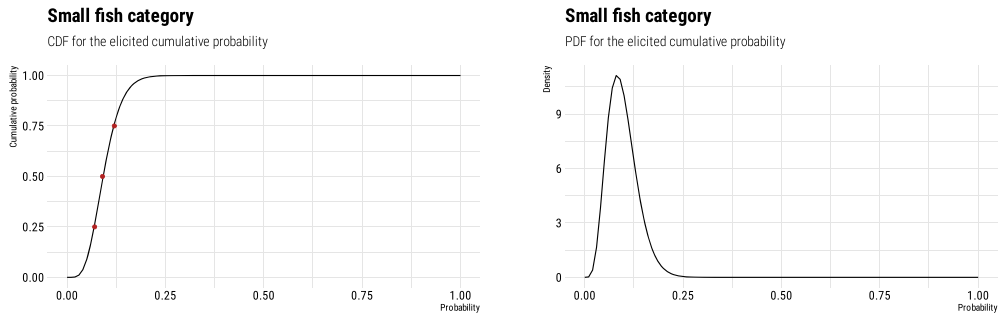 Small fish category
CDF for the elicited cumulative probability
Cumulative probability
1.00
0.75
0.50
0.25
0.00
0.00 0.25 0.50 0.75 1.00
Probability
Small fish category
PDF for the elicited cumulative probability
Density
9
6
3
0
0.00 0.25 0.50 0.75 1.00
Probability